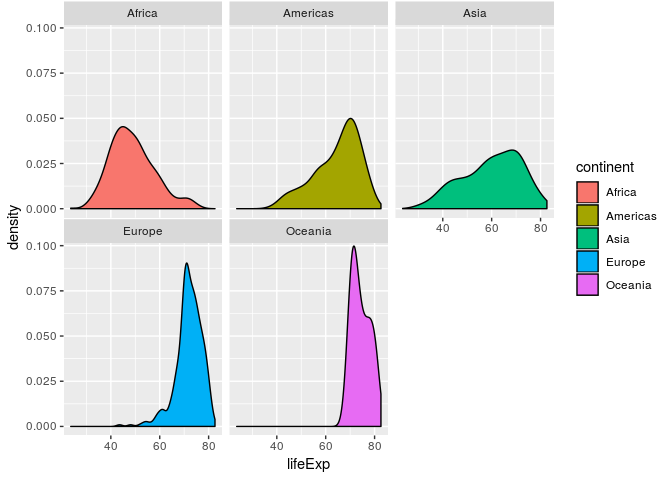 Africa
Americas
Asia
0.100
0.075
0.050
0.025
0.000
40 60 80
Europe
Oceania
0.100
0.075
0.050
0.025
0.000
40 60 80
40 60 80
density
lifeExp
continent
Africa
Americas
Asia
Europe
Oceania